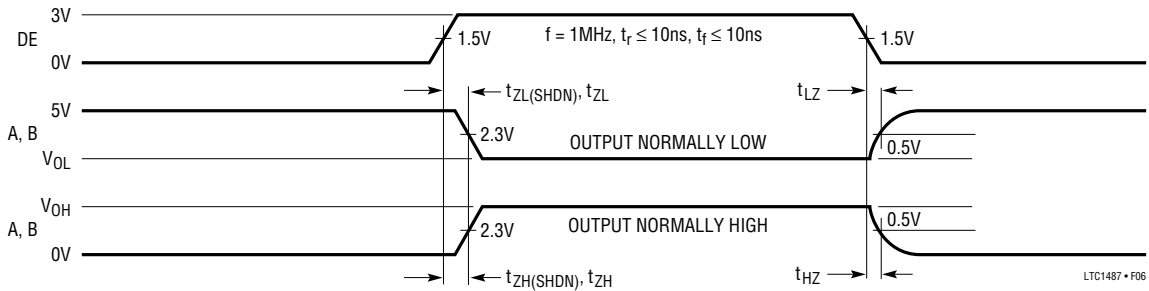 3V
DE
1.5V
f = 1MHz, tr ≤ 10ns, tf ≤ 10ns
1.5V
0V
tZL(SHDN), tZL
tLZ
5V
A, B
2.3V
OUTPUT NORMALLY LOW
0.5V
VOL
VOH
A, B
2.3V
OUTPUT NORMALLY HIGH
0.5V
0V
tZH(SHDN), tZH
tHZ
LTC1487 • F06